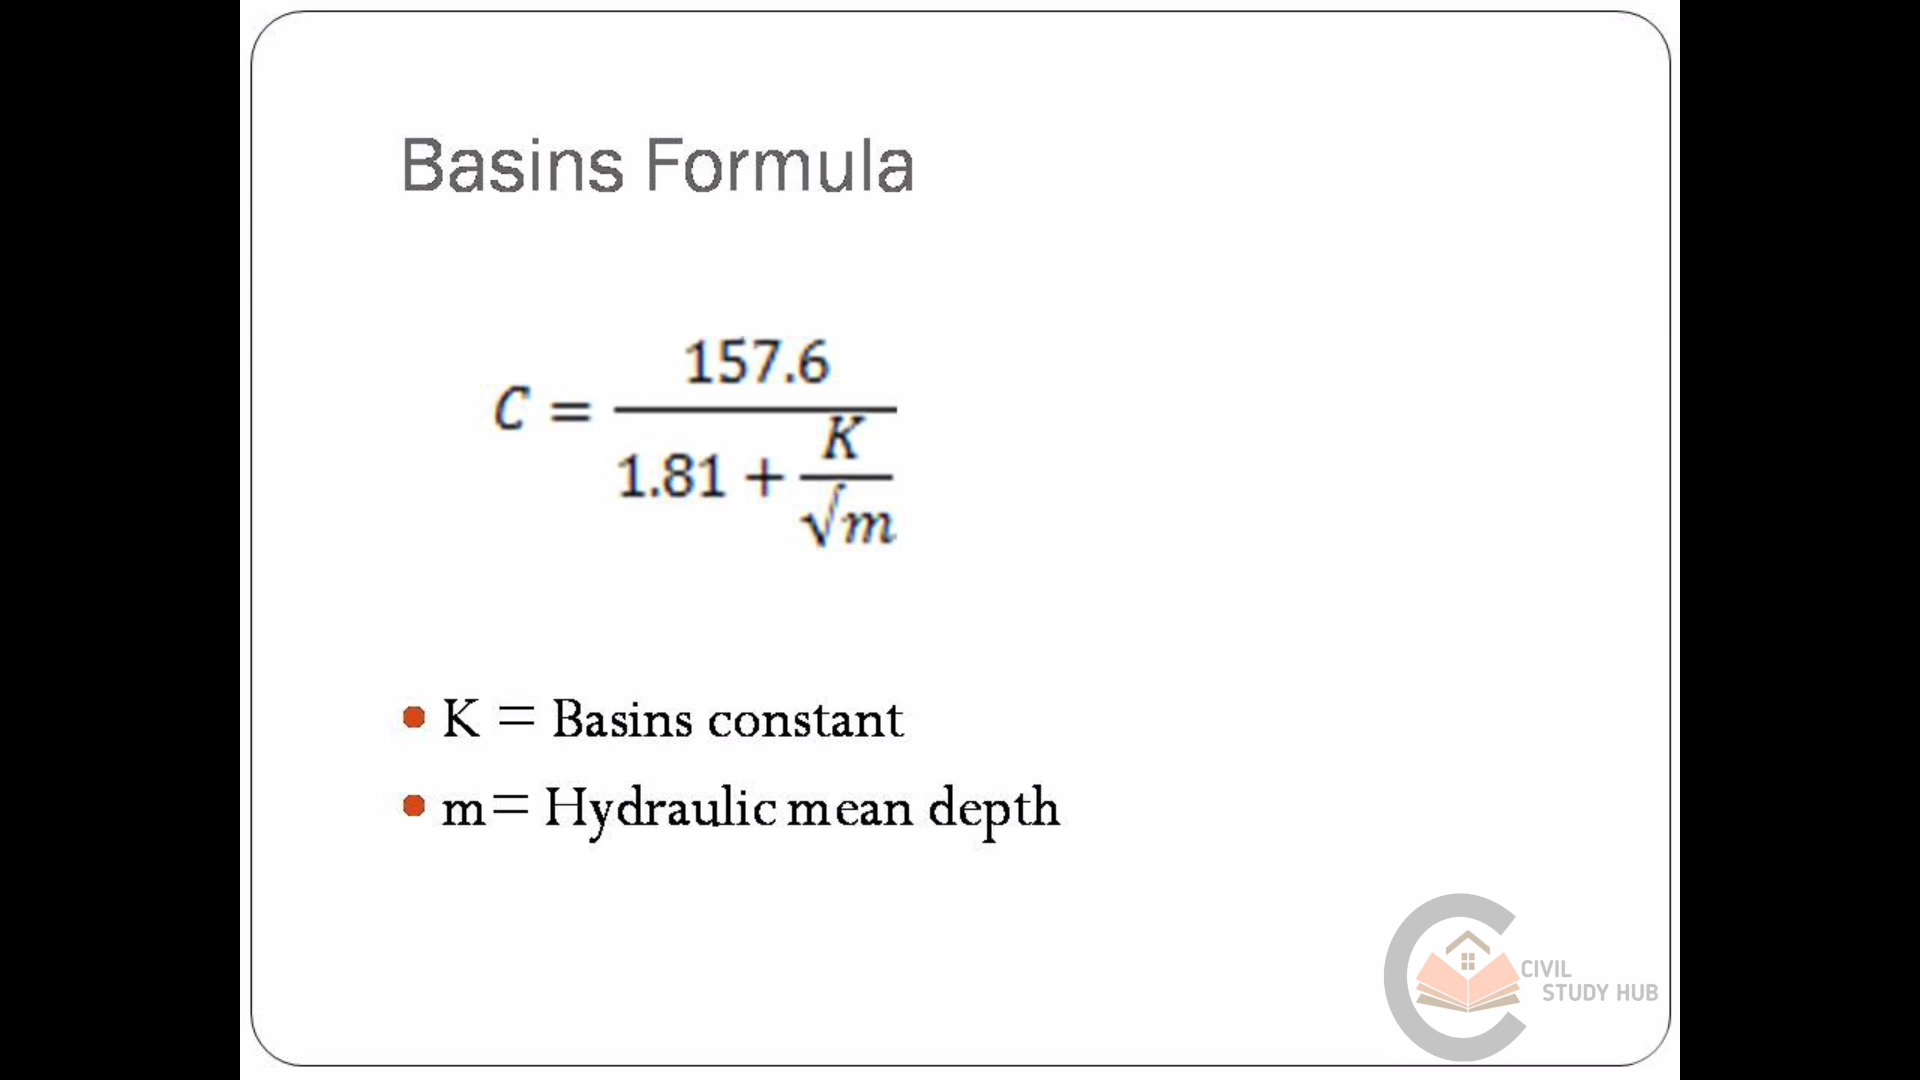 Basins Formula
C = 157.6 / (1.81 + K / √m)
K = Basins constant
m= Hydraulic mean depth
CIVIL
STUDY HUB